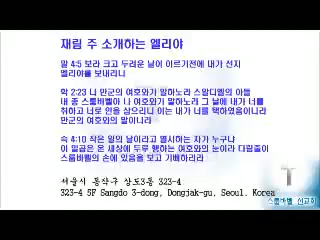 재림 주 소개하는 엘리야
말 4:5 보라 크고 두려운 날이 이르기전에 내가 선지
엘리야를 보내리니
학 2:23 나 만군의 여호와가 말하노라 스알디엘의 아들
내 종 스룹바벨아 나 여호와가 말하노라 그 날에 내가 너를
취하고 너로 인을 삼으리니 이는 내가 너를 택하였음이니라
만군의 여호와의 말이니라
슥 4:10 작은 일의 날이라고 멸시하는 자가 누구냐
이 일곱은 온 세상에 두루 행하는 여호와의 눈이라 다림줄이
스룹바벨의 손에 있음을 보고 기뻐하리라
서울시 동작구 상도3동 323-4
323-4 5F Sangdo 3-dong, Dongjak-gu, Seoul. Korea
스룹바벨 선교회